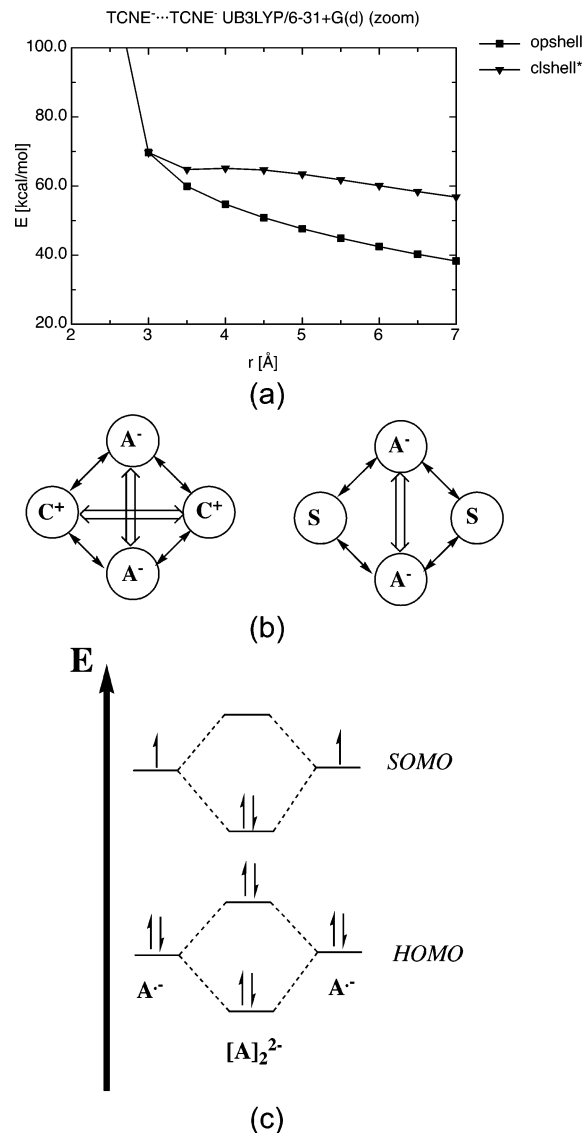 TCNE⁻···TCNE⁻ UB3LYP/6-31+G(d) (zoom)
opshell
clshell*
E [kcal/mol]
100.0
80.0
60.0
40.0
20.0
2 3 4 5 6 7
r [Å]
(a)
A⁻ A⁻
C⁺ C⁺ S S
A⁻ A⁻
(b)
E
SOMO
HOMO
A·⁻ A·⁻
[A]₂²⁻
(c)